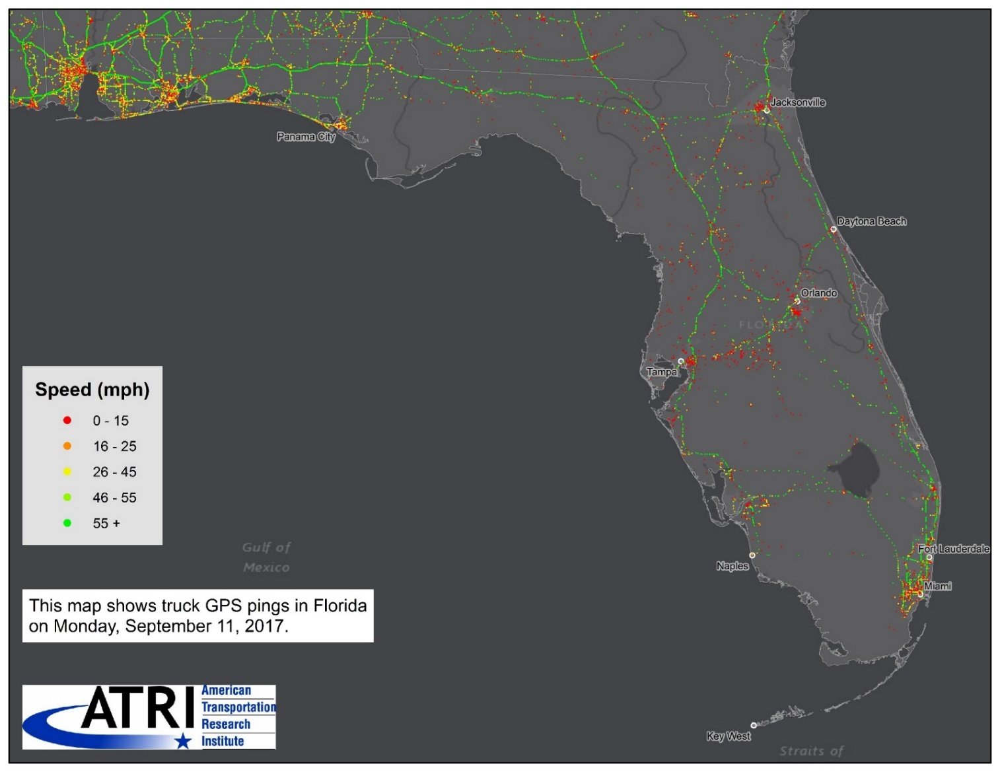 Jacksonville
Panama City
Daytona Beach
Orlando
FLORIDA
Tampa
Speed (mph)
0 - 15
16 - 25
26 - 45
46 - 55
55 +
Gulf of
Mexico
Fort Lauderdale
Naples
Miami
This map shows truck GPS pings in Florida
on Monday, September 11, 2017.
ATRI
American
Transportation
Research
Institute
Key West
Straits of